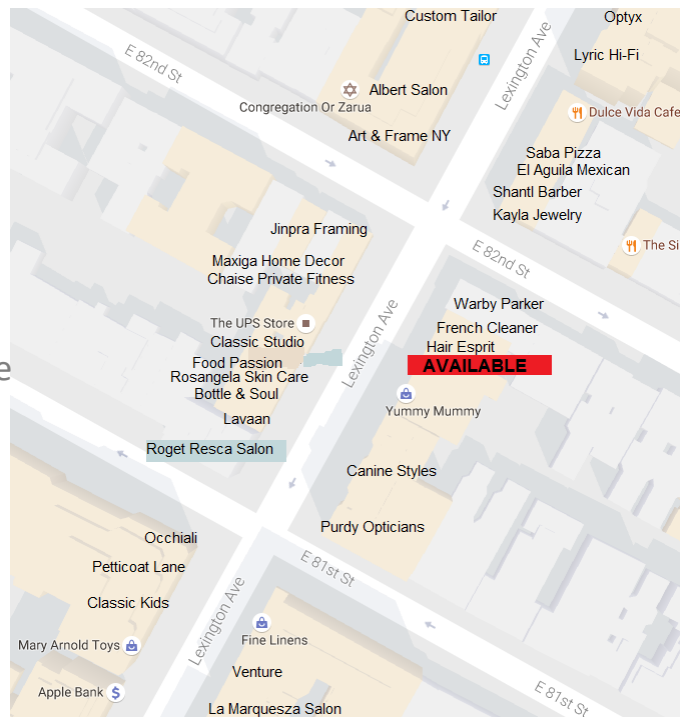 Custom Tailor
Optyx
E 82nd St
Lexington Ave
Lyric Hi-Fi
Albert Salon
Congregation Or Zarua
Dulce Vida Cafe
Art & Frame NY
Saba Pizza
El Aguila Mexican
Shantl Barber
Kayla Jewelry
Jinpra Framing
E 82nd St
The Si
Maxiga Home Decor
Chaise Private Fitness
Warby Parker
The UPS Store
French Cleaner
Classic Studio
Hair Esprit
Lexington Ave
Food Passion
AVAILABLE
e
Rosangela Skin Care
Bottle & Soul
Yummy Mummy
Lavaan
Roget Resca Salon
Canine Styles
Purdy Opticians
Occhiali
Petticoat Lane
E 81st St
Classic Kids
Lexington Ave
Mary Arnold Toys
Fine Linens
Venture
Apple Bank $
E 81st St
La Marquesza Salon